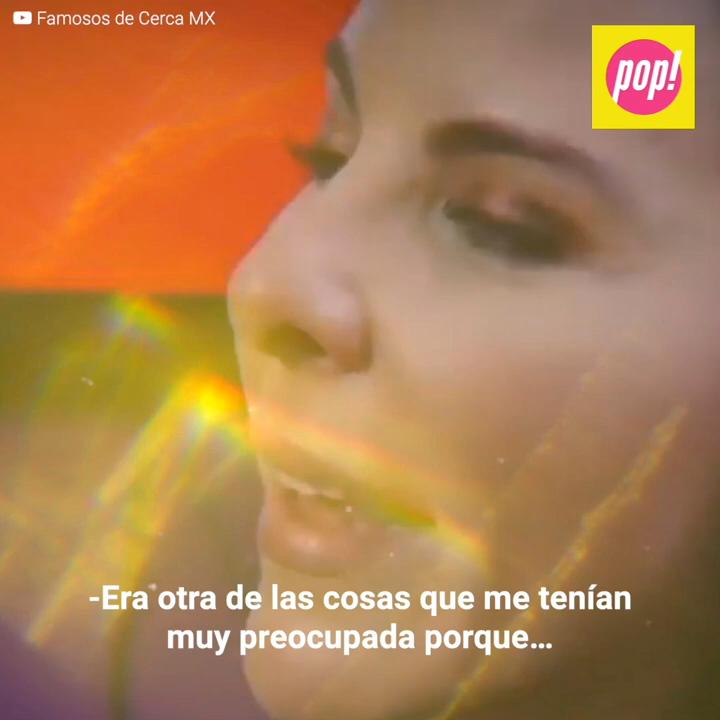 Famosos de Cerca MX
pop!
-Era otra de las cosas que me tenían
muy preocupada porque...